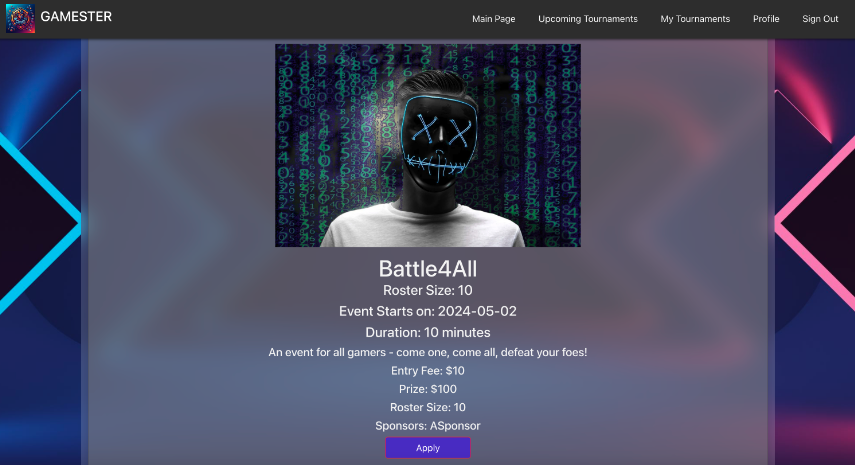 GAMESTER
Main Page Upcoming Tournaments My Tournaments Profile Sign Out
Battle4All
Roster Size: 10
Event Starts on: 2024-05-02
Duration: 10 minutes
An event for all gamers - come one, come all, defeat your foes!
Entry Fee: $10
Prize: $100
Roster Size: 10
Sponsors: ASponsor
Apply